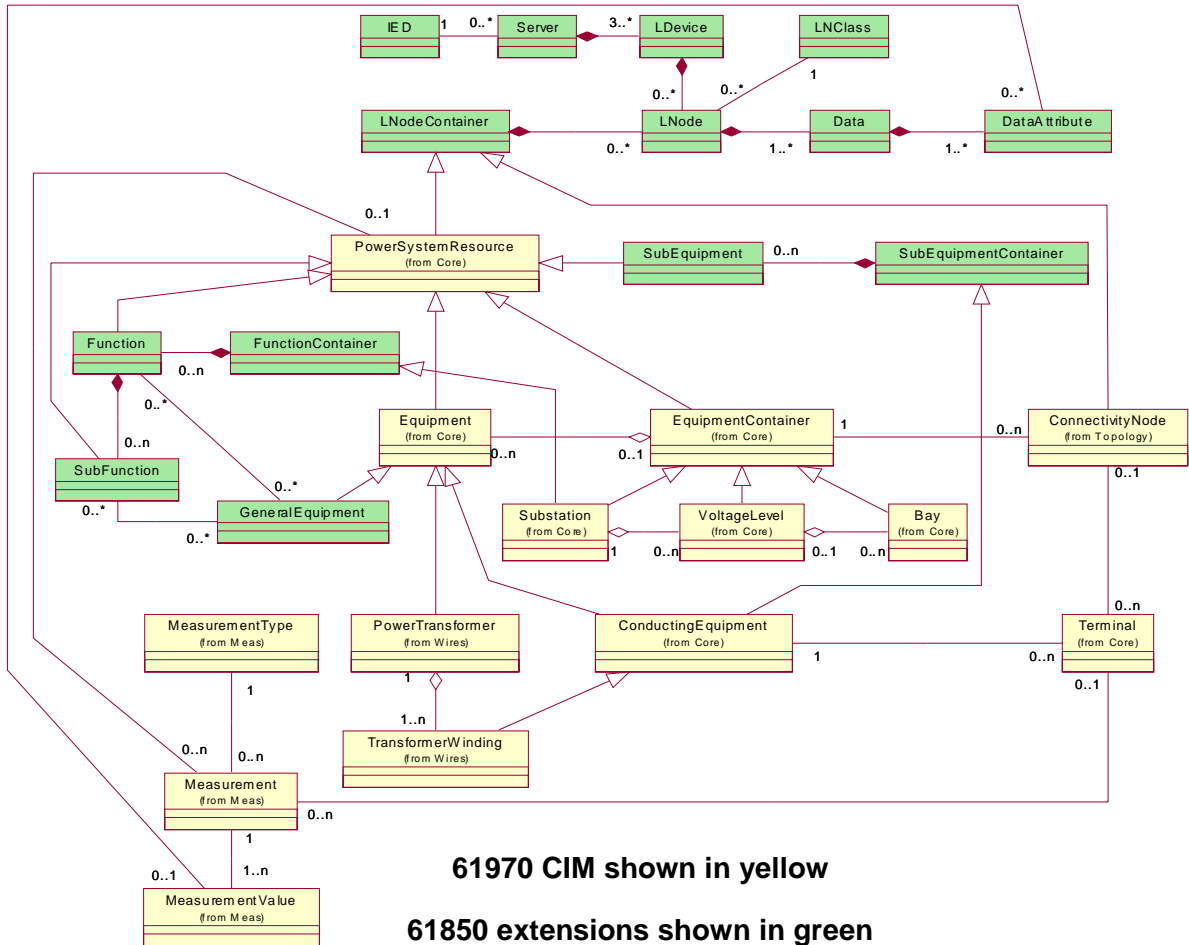 IED
1
0..*
Server
3..*
LDevice
LNClass
1
0..*
0..*
0..*
LNodeContainer
0..*
LNode
1..*
Data
1..*
DataAttribute
0..1
PowerSystemResource
(from Core)
SubEquipment
0..n
SubEquipmentContainer
Function
0..n
FunctionContainer
0..*
0..n
Equipment
(from Core)
0..n
0..1
EquipmentContainer
(from Core)
1
0..n
ConnectivityNode
(from Topology)
0..1
SubFunction
0..*
0..*
0..*
GeneralEquipment
Substation
(from Core)
1
0..n
VoltageLevel
(from Core)
0..1
0..n
Bay
(from Core)
0..n
MeasurementType
(from Meas)
1
PowerTransformer
(from Wires)
1
ConductingEquipment
(from Core)
1
0..n
Terminal
(from Core)
0..1
1..n
TransformerWinding
(from Wires)
0..n
0..n
Measurement
(from Meas)
0..n
1
1..n
0..1
MeasurementValue
(from Meas)
61970 CIM shown in yellow
61850 extensions shown in green